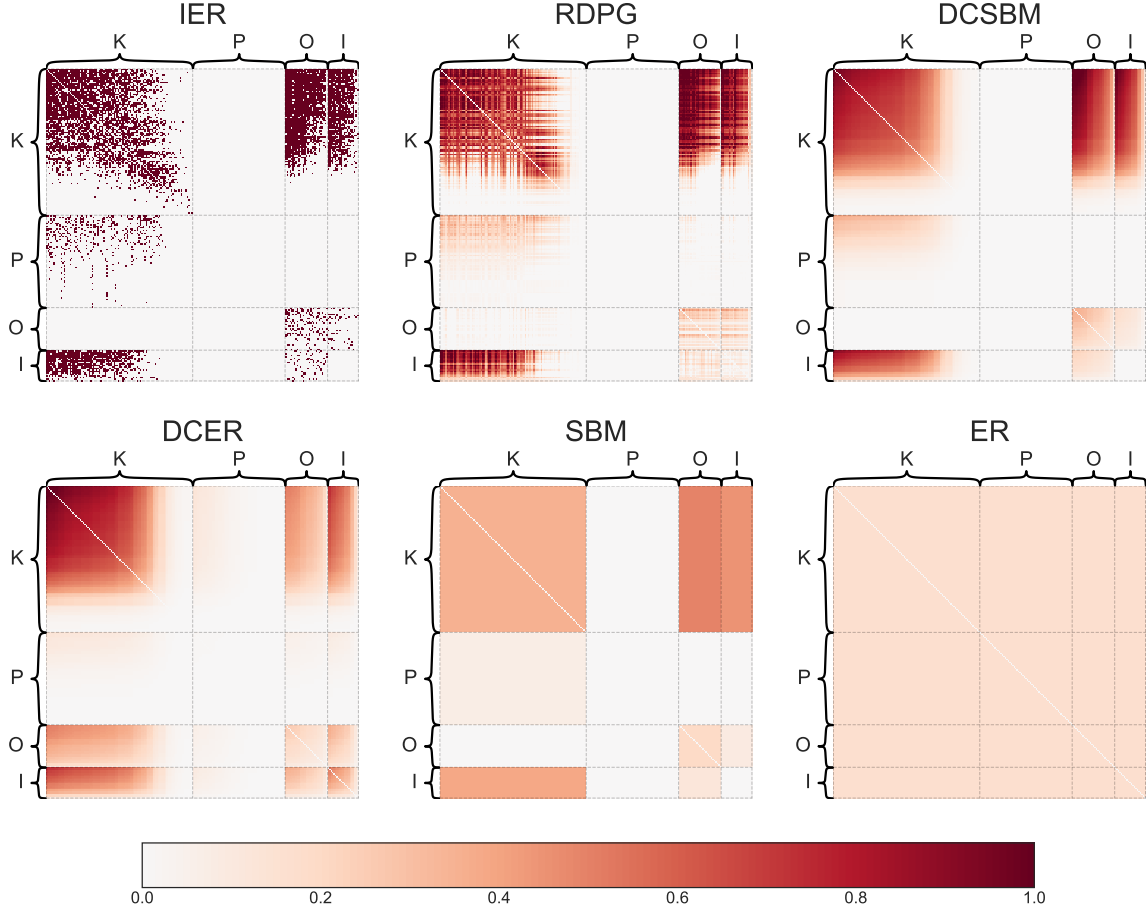 IER RDPG DCSBM
K P O I K P O I K P O I
K K K
P P P
O O O
I I I
DCER SBM ER
K P O I K P O I K P O I
K K K
P P P
O O O
I I I
0.0 0.2 0.4 0.6 0.8 1.0